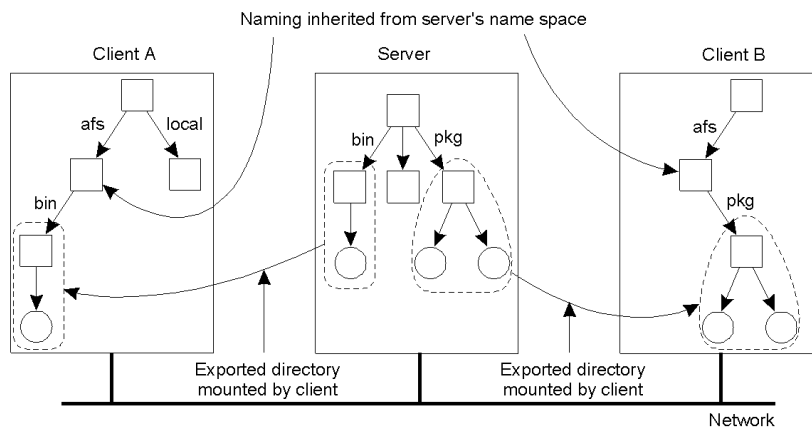 Naming inherited from server's name space
Client A
Server
Client B
afs
local
bin
pkg
afs
bin
pkg
Exported directory
mounted by client
Exported directory
mounted by client
Network